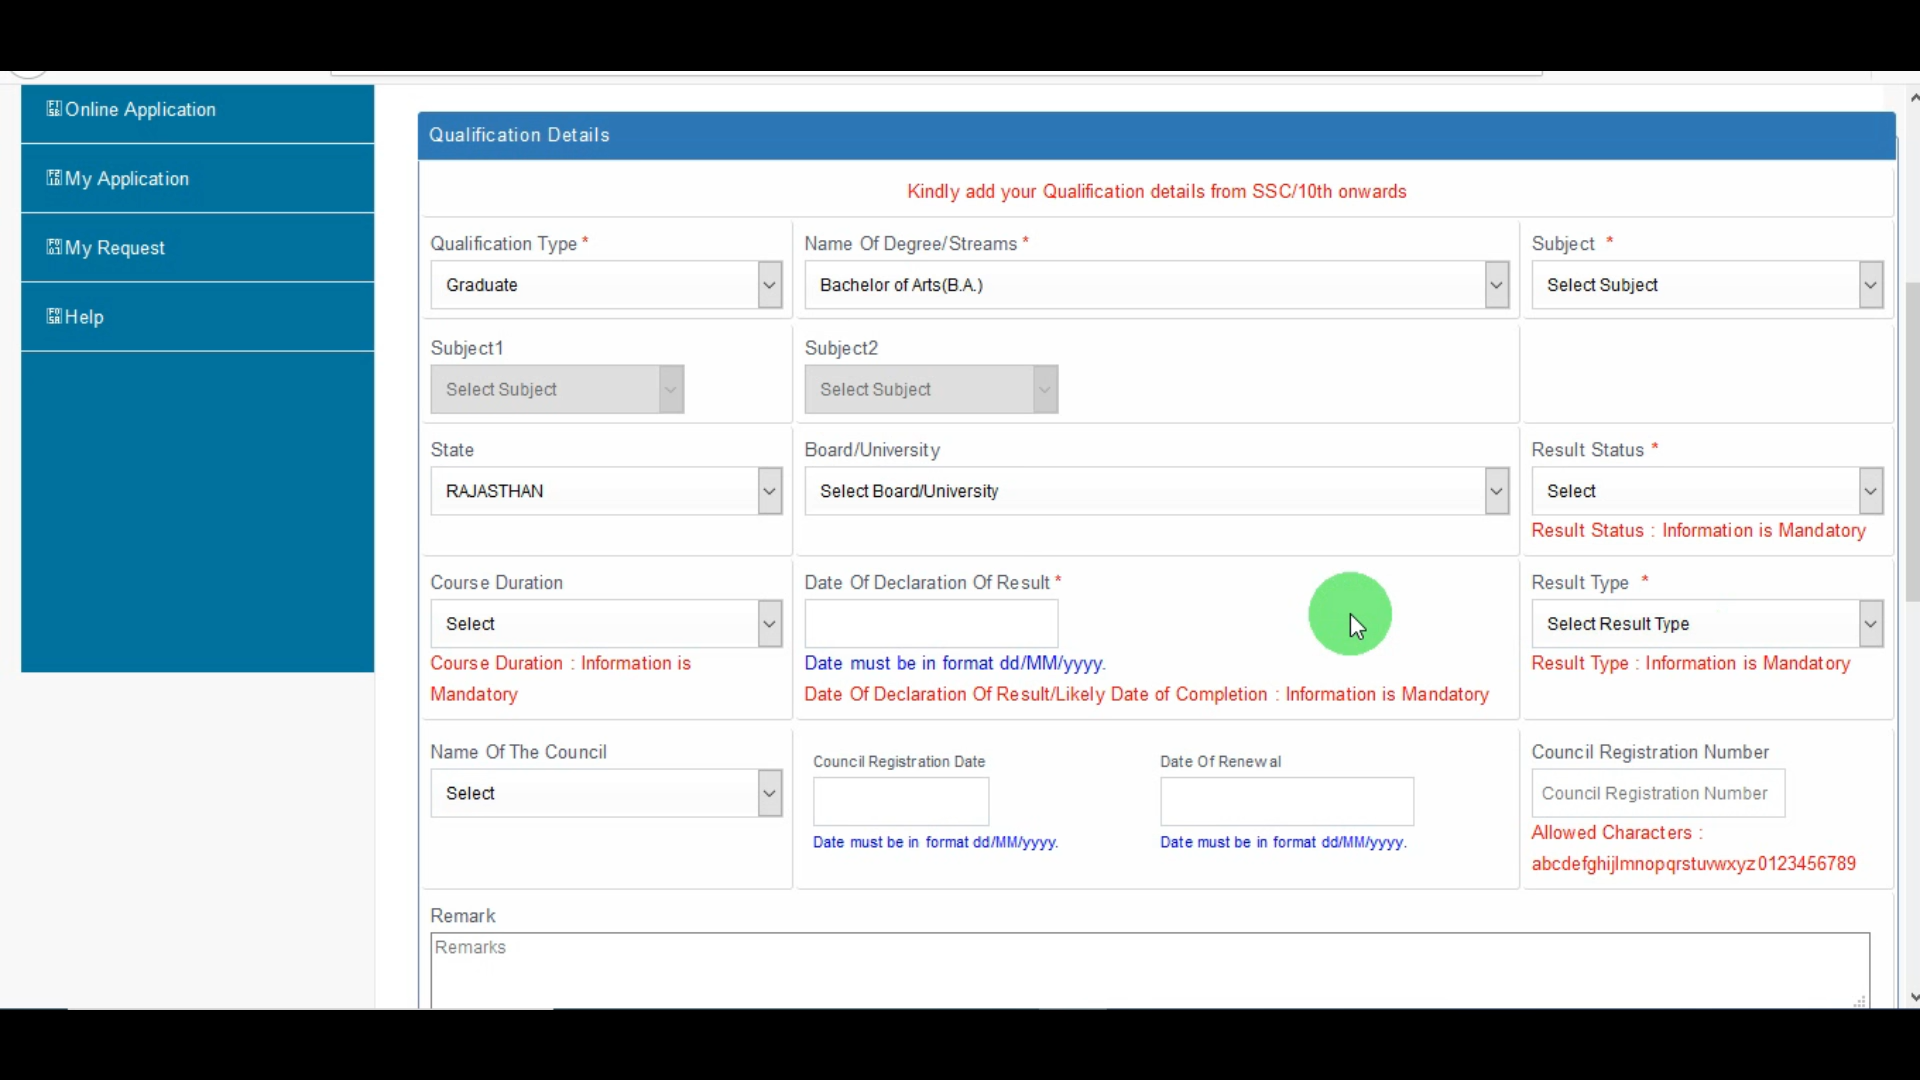 Online Application
My Application
My Request
Help
Qualification Details
Kindly add your Qualification details from SSC/10th onwards
Qualification Type *
Name Of Degree/Streams *
Subject *
Graduate
Bachelor of Arts(B.A.)
Select Subject
Subject1
Subject2
Select Subject
Select Subject
State
Board/University
Result Status *
RAJASTHAN
Select Board/University
Select
Result Status : Information is Mandatory
Course Duration
Date Of Declaration Of Result *
Result Type *
Select
Select Result Type
Course Duration : Information is
Mandatory
Date must be in format dd/MM/yyyy.
Date Of Declaration Of Result/Likely Date of Completion : Information is Mandatory
Result Type : Information is Mandatory
Name Of The Council
Council Registration Date
Date Of Renewal
Council Registration Number
Select
Council Registration Number
Date must be in format dd/MM/yyyy.
Date must be in format dd/MM/yyyy.
Allowed Characters :
abcdefghijlmnopqrstuvwxyz0123456789
Remark
Remarks